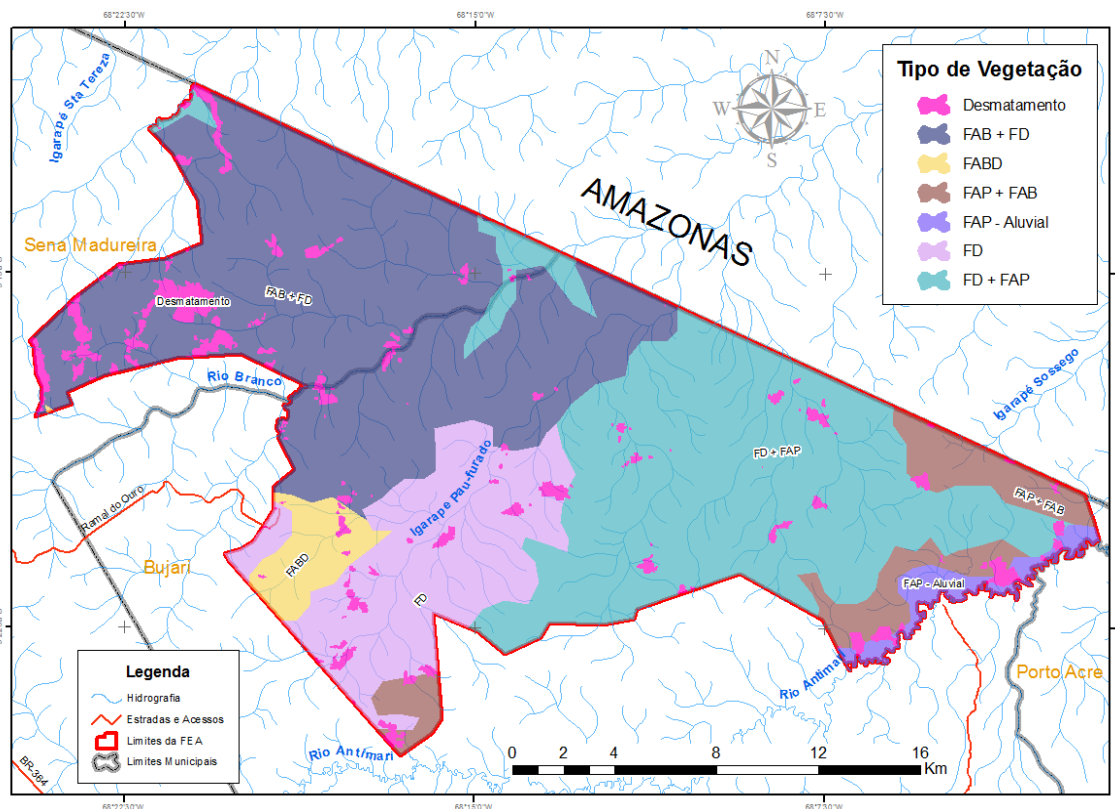 68°22'30"W
68°15'0"W
68°7'30"W
N
W
E
S
Tipo de Vegetação
Desmatamento
FAB + FD
FABD
FAP + FAB
FAP - Aluvial
FD
FD + FAP
Igarapé Sta Tereza
AMAZONAS
Sena Madureira
Desmatamento
FAB + FD
Rio Branco
Igarapé Sossego
Igarape Pau-furado
FD + FAP
Ramal do Ouro
FAP + FAB
Bujari
FABD
FD
FAP - Aluvial
Rio Antimari
Porto Acre
Rio Antimari
BR-364
Legenda
Hidrografia
Estradas e Acessos
Limites da FEA
Limites Municipais
0 2 4 8 12 16
Km
68°22'30"W
68°15'0"W
68°7'30"W